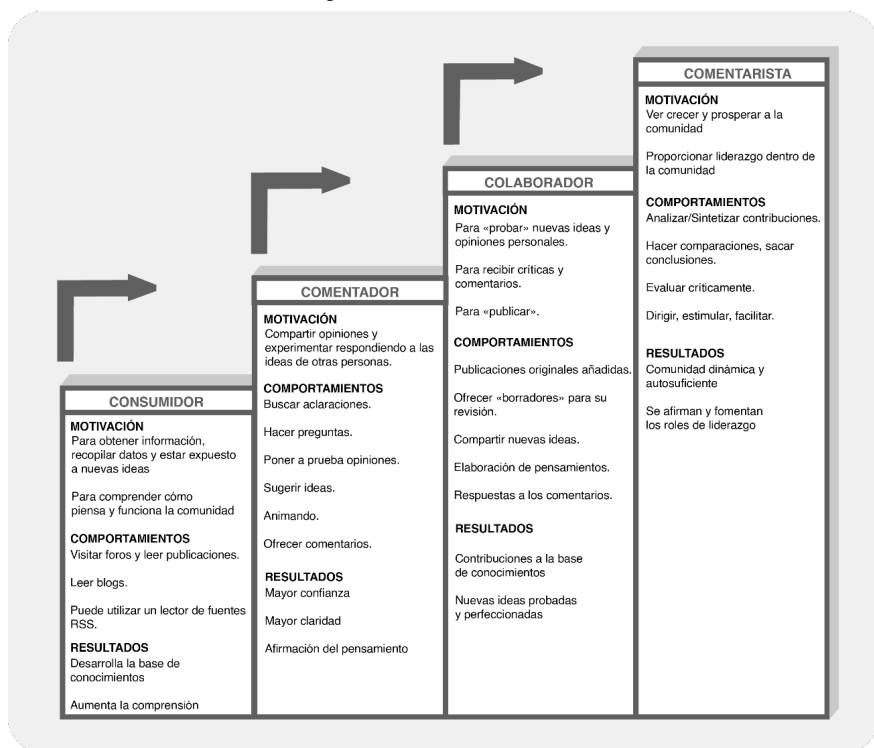 CONSUMIDOR
MOTIVACIÓN
Para obtener información,
recopilar datos y estar expuesto
a nuevas ideas
Para comprender cómo
piensa y funciona la comunidad
COMPORTAMIENTOS
Visitar foros y leer publicaciones.
Leer blogs.
Puede utilizar un lector de fuentes
RSS.
RESULTADOS
Desarrolla la base de
conocimientos
Aumenta la comprensión
COMENTADOR
MOTIVACIÓN
Compartir opiniones y
experimentar respondiendo a las
ideas de otras personas.
COMPORTAMIENTOS
Buscar aclaraciones.
Hacer preguntas.
Poner a prueba opiniones.
Sugerir ideas.
Animando.
Ofrecer comentarios.
RESULTADOS
Mayor confianza
Mayor claridad
Afirmación del pensamiento
COLABORADOR
MOTIVACIÓN
Para «probar» nuevas ideas y
opiniones personales.
Para recibir críticas y
comentarios.
Para «publicar».
COMPORTAMIENTOS
Publicaciones originales añadidas.
Ofrecer «borradores» para su
revisión.
Compartir nuevas ideas.
Elaboración de pensamientos.
Respuestas a los comentarios.
RESULTADOS
Contribuciones a la base
de conocimientos
Nuevas ideas probadas
y perfeccionadas
COMENTARISTA
MOTIVACIÓN
Ver crecer y prosperar a la
comunidad
Proporcionar liderazgo dentro de
la comunidad
COMPORTAMIENTOS
Analizar/Sintetizar contribuciones.
Hacer comparaciones, sacar
conclusiones.
Evaluar críticamente.
Dirigir, estimular, facilitar.
RESULTADOS
Comunidad dinámica y
autosuficiente
Se afirman y fomentan
los roles de liderazgo